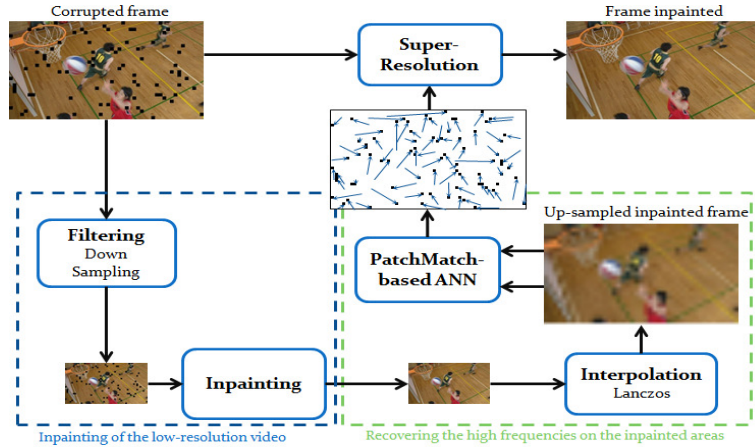 Corrupted frame
Frame inpainted
Super-
Resolution
Up-sampled inpainted frame
Filtering
Down
Sampling
PatchMatch-
based ANN
Inpainting
Interpolation
Lanczos
Inpainting of the low-resolution video
Recovering the high frequencies on the inpainted areas